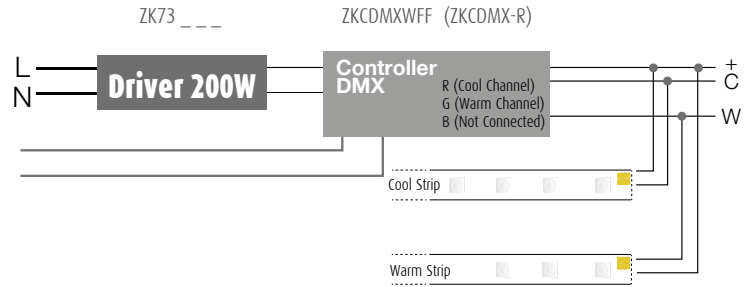 ZK73 _ _ _
ZKCDMXWFF (ZKCDMX-R)
L
N
Driver 200W
Controller
DMX
R (Cool Channel)
G (Warm Channel)
B (Not Connected)
+
C
W
Cool Strip
Warm Strip